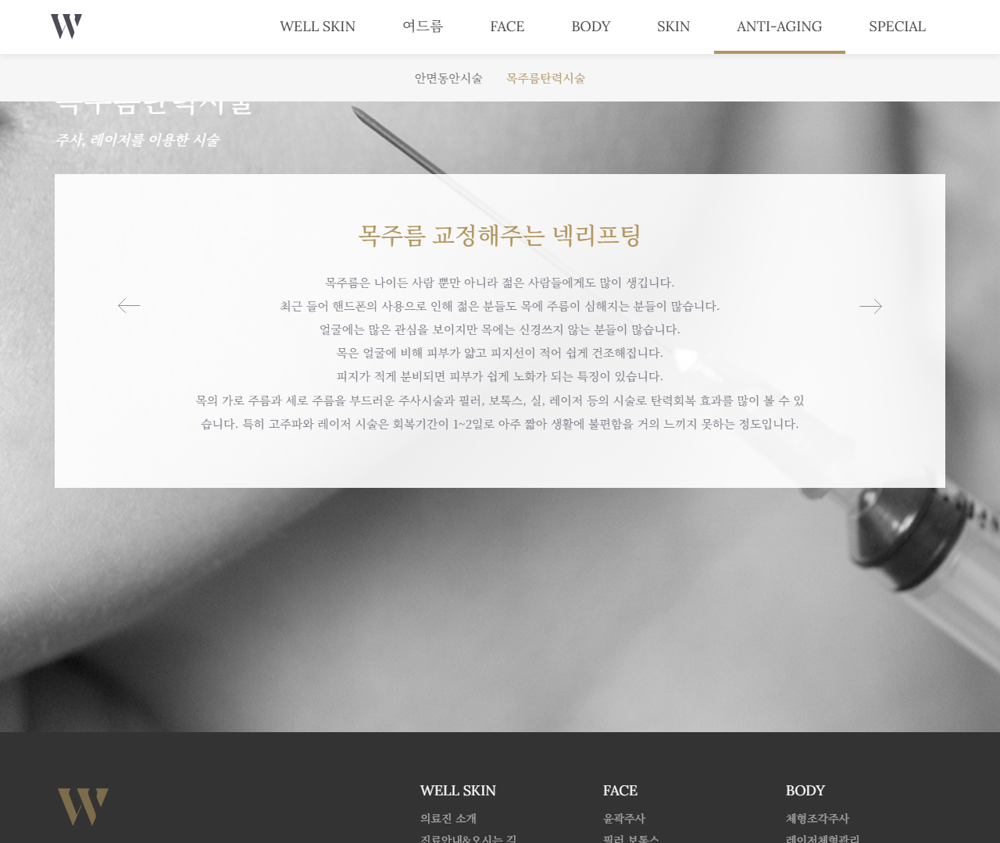 W
WELL SKIN
여드름
FACE
BODY
SKIN
ANTI-AGING
SPECIAL
안면동안시술
목주름탄력시술
목주름탄력시술
주사, 레이저를 이용한 시술
목주름 교정해주는 넥리프팅
목주름은 나이든 사람 뿐만 아니라 젊은 사람들에게도 많이 생깁니다.
최근 들어 핸드폰의 사용으로 인해 젊은 분들도 목에 주름이 심해지는 분들이 많습니다.
얼굴에는 많은 관심을 보이지만 목에는 신경쓰지 않는 분들이 많습니다.
목은 얼굴에 비해 피부가 얇고 피지선이 적어 쉽게 건조해집니다.
피지가 적게 분비되면 피부가 쉽게 노화가 되는 특징이 있습니다.
목의 가로 주름과 세로 주름을 부드러운 주사시술과 필러, 보톡스, 실, 레이저 등의 시술로 탄력회복 효과를 많이 볼 수 있
습니다. 특히 고주파와 레이저 시술은 회복기간이 1~2일로 아주 짧아 생활에 불편함을 거의 느끼지 못하는 정도입니다.
W
WELL SKIN
의료진 소개
진료안내&오시는 길
FACE
윤곽주사
필러 보톡스
BODY
체형조각주사
레이저체형관리